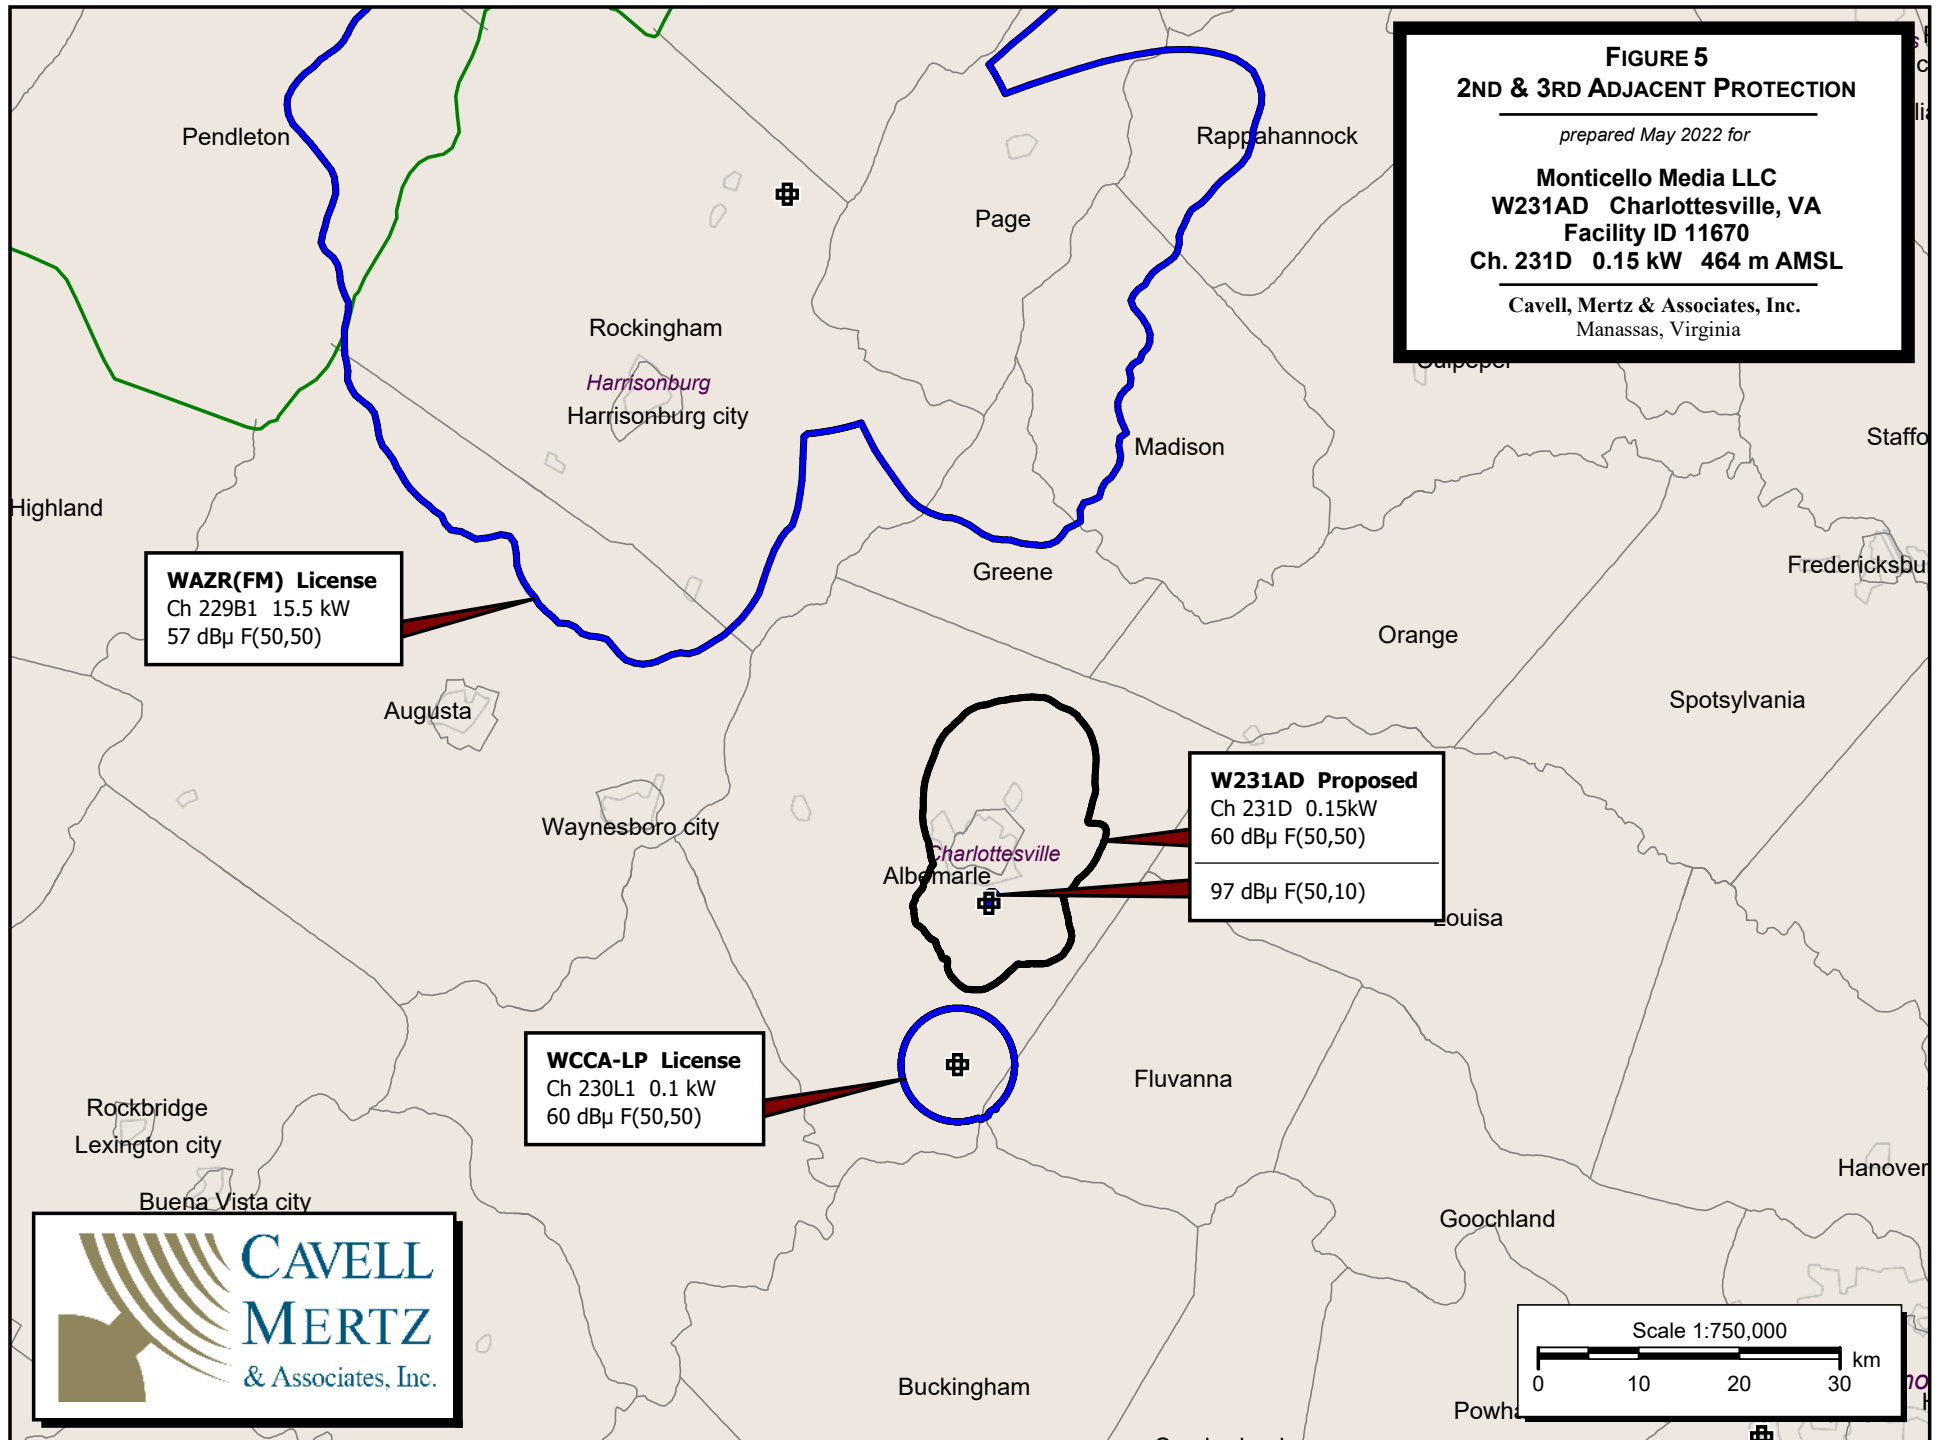 FIGURE 5
2ND & 3RD ADJACENT PROTECTION
prepared May 2022 for
Monticello Media LLC
W231AD Charlottesville, VA
Facility ID 11670
Ch. 231D 0.15 kW 464 m AMSL
Cavell, Mertz & Associates, Inc.
Manassas, Virginia
Pendleton
Rappahannock
Page
Rockingham
Harrisonburg
Harrisonburg city
Culpeper
Madison
Staffo
Highland
Greene
Fredericksbu
WAZR(FM) License
Ch 229B1 15.5 kW
57 dBµ F(50,50)
Orange
Spotsylvania
Augusta
Waynesboro city
Charlottesville
Albemarle
W231AD Proposed
Ch 231D 0.15kW
60 dBµ F(50,50)
97 dBµ F(50,10)
Louisa
WCCA-LP License
Ch 230L1 0.1 kW
60 dBµ F(50,50)
Fluvanna
Rockbridge
Lexington city
Buena Vista city
Hanover
Goochland
CAVELL
MERTZ
& Associates, Inc.
Buckingham
Scale 1:750,000
0 10 20 30 km
Powha